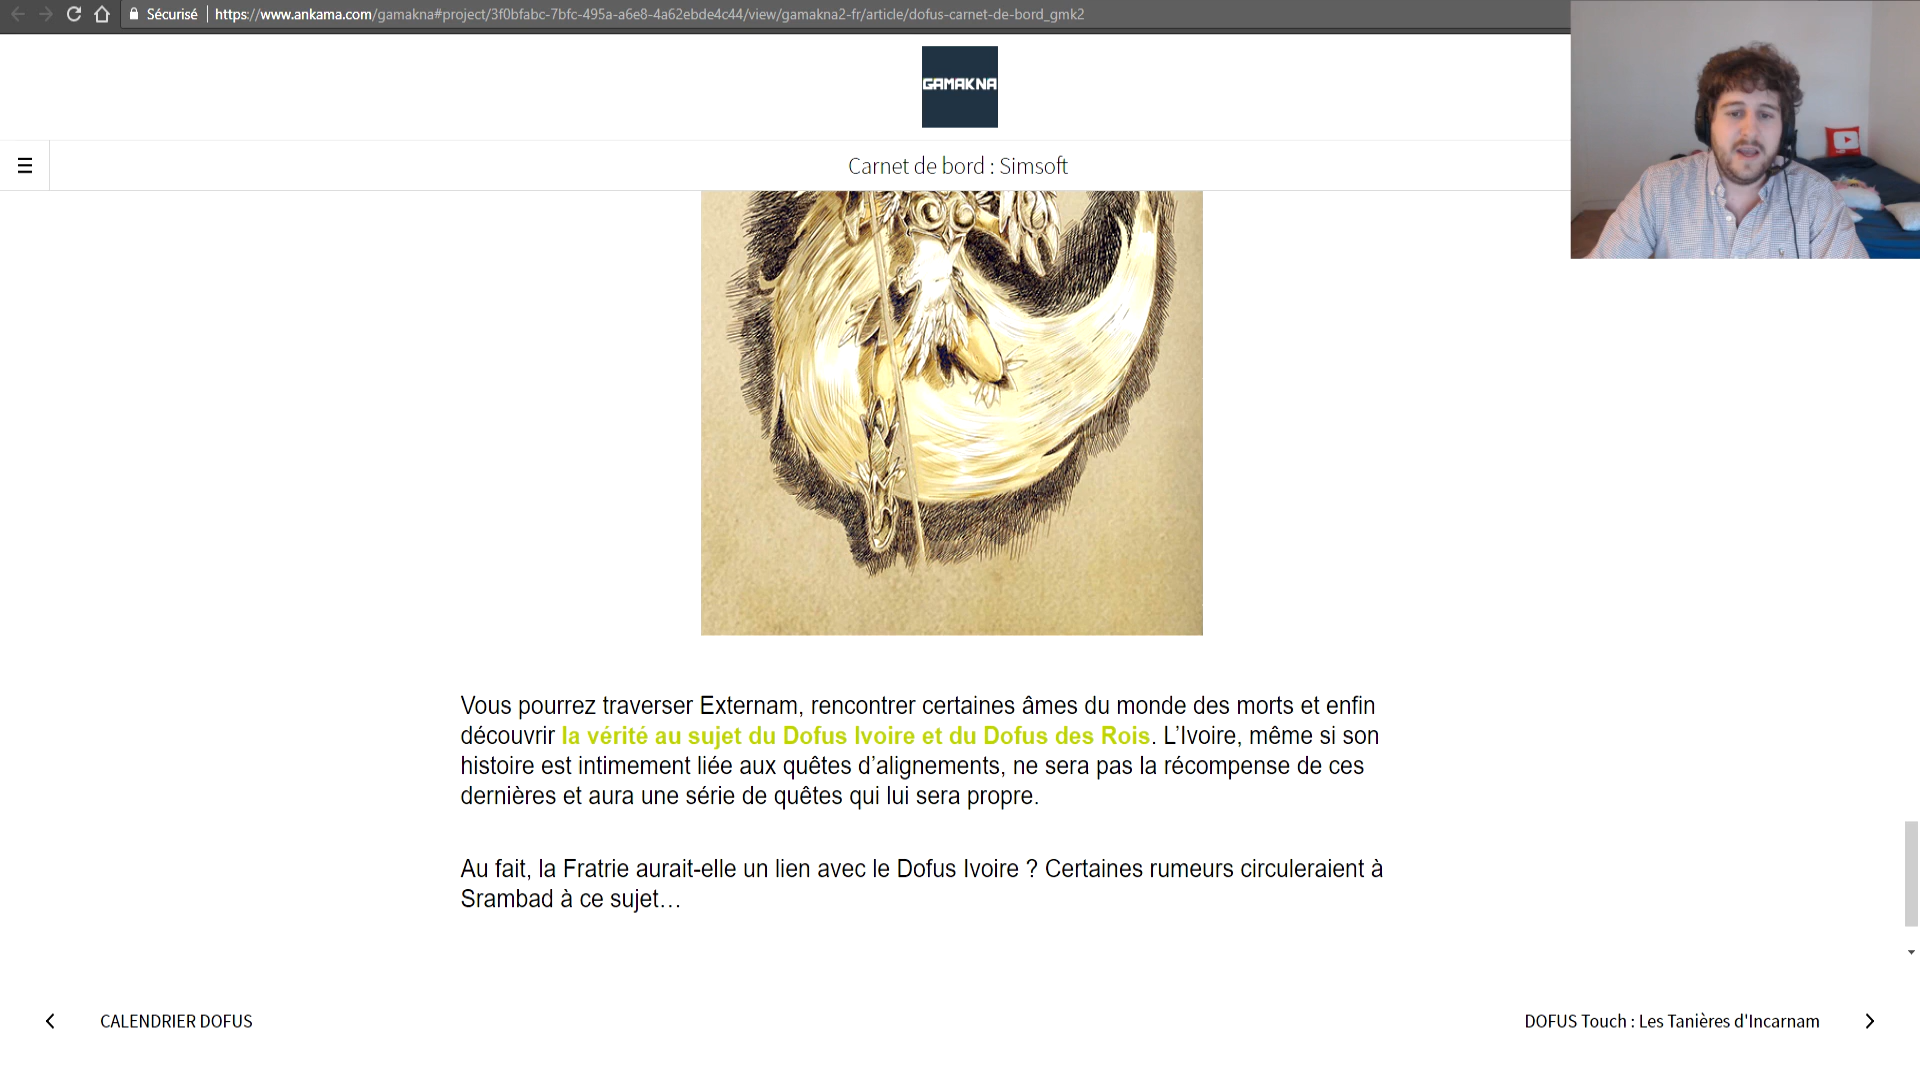 Sécurisé
https://www.ankama.com/gamakna#project/3f0bfabc-7bfc-495a-a6e8-4a62ebde4c44/view/gamakna2-fr/article/dofus-carnet-de-bord_gmk2
GAMAKNA
Carnet de bord : Simsoft
Vous pourrez traverser Externam, rencontrer certaines âmes du monde des morts et enfin
découvrir la vérité au sujet du Dofus Ivoire et du Dofus des Rois. L’Ivoire, même si son
histoire est intimement liée aux quêtes d’alignements, ne sera pas la récompense de ces
dernières et aura une série de quêtes qui lui sera propre.
Au fait, la Fratrie aurait-elle un lien avec le Dofus Ivoire ? Certaines rumeurs circuleraient à
Srambad à ce sujet…
CALENDRIER DOFUS
DOFUS Touch : Les Tanières d'Incarnam